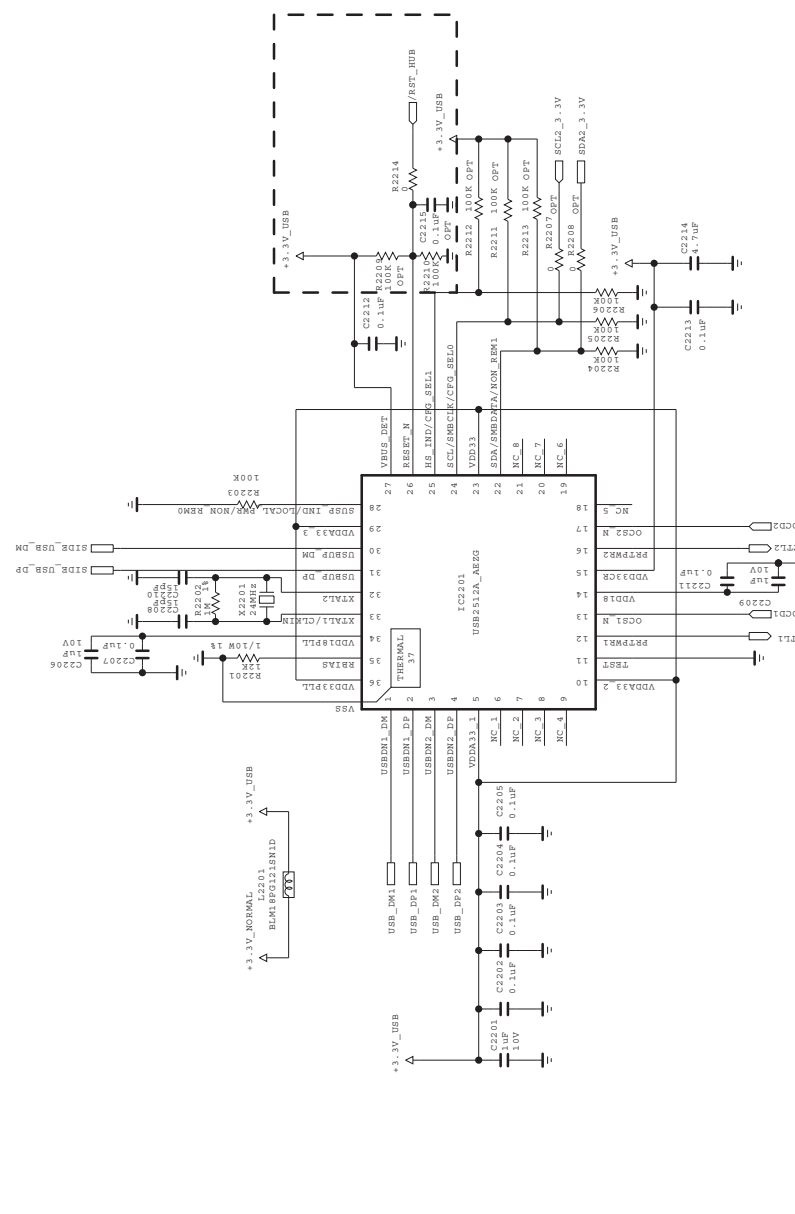 /RST_HUB
+3.3V_USB
R2214
0
C2215
0.1uF
OPT
+3.3V_USB
R2209
100K
OPT
R2210
100K
C2212
0.1uF
R2212
100K OPT
R2211
100K OPT
R2213
100K OPT
SCL2_3.3V
SDA2_3.3V
R2207
0
OPT
R2208
0
OPT
+3.3V_USB
C2214
4.7uF
C2213
0.1uF
R2206
100K
R2205
100K
R2204
100K
VBUS_DET
RESET_N
HS_IND/CFG_SEL1
SCL/SMBCLK/CFG_SEL0
VDD33
SDA/SMBDATA/NON_REM1
NC_8
NC_7
NC_6
27
26
25
24
23
22
21
20
19
100K
R2203
SUSP_IND/LOCAL_PWR/NON_REM0
28
VDDA33_3
29
SIDE_USB_DM
USBUP_DM
30
SIDE_USB_DP
USBUP_DP
31
15pF
C2210
XTAL2
32
15pF
C2208
R2202
1M
1%
X2201
24MHz
XTAL1/CLKIN
33
VDD18PLL
34
10V
1uF
C2206
0.1uF
C2207
1/10W 1%
12K
R2201
RBIAS
35
VDD33PLL
36
VSS
IC2201
USB2512A_AEZG
THERMAL
37
18
NC_5
17
OCS2_N
OCD2
16
PRTPWR2
TL2
15
VDD33CR
14
VDD18
0.1uF
C2211
10V
1uF
C2209
13
OCS1_N
OCD1
12
PRTPWR1
TL1
11
TEST
10
VDDA33_2
1
2
3
4
5
6
7
8
9
USBDN1_DM
USBDN1_DP
USBDN2_DM
USBDN2_DP
VDDA33_1
NC_1
NC_2
NC_3
NC_4
USB_DM1
USB_DP1
USB_DM2
USB_DP2
C2205
0.1uF
C2204
0.1uF
C2203
0.1uF
C2202
0.1uF
C2201
1uF
10V
+3.3V_USB
+3.3V_USB
L2201
BLM18PG121SN1D
+3.3V_NORMAL